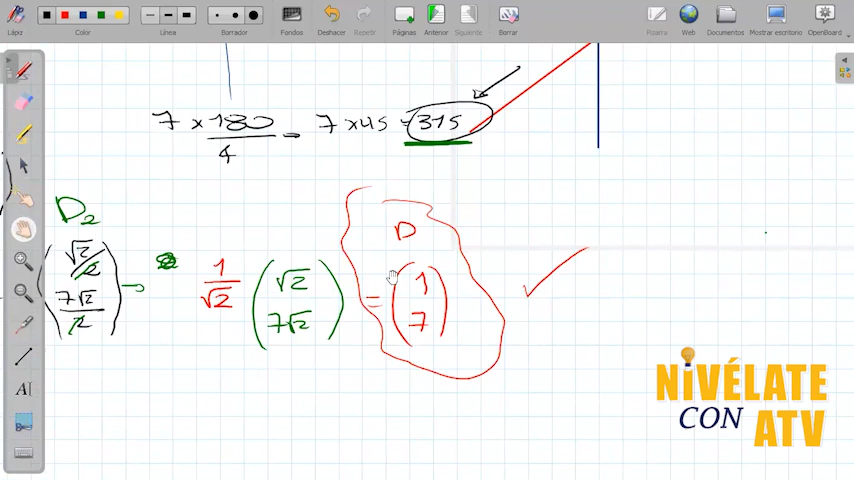 Lápiz
Color
Línea
Borrador
Fondos
Deshacer
Repetir
Páginas
Anterior
Siguiente
Borrar
Pizarra
Web
Documentos
Mostrar escritorio
OpenBoard
7 × 180/4 = 7 × 45 = 315
D2
(√2/2 7√2/2) →
1/√2 (√2 7√2) = (1 7)
D
NIVÉLATE
CON ATV